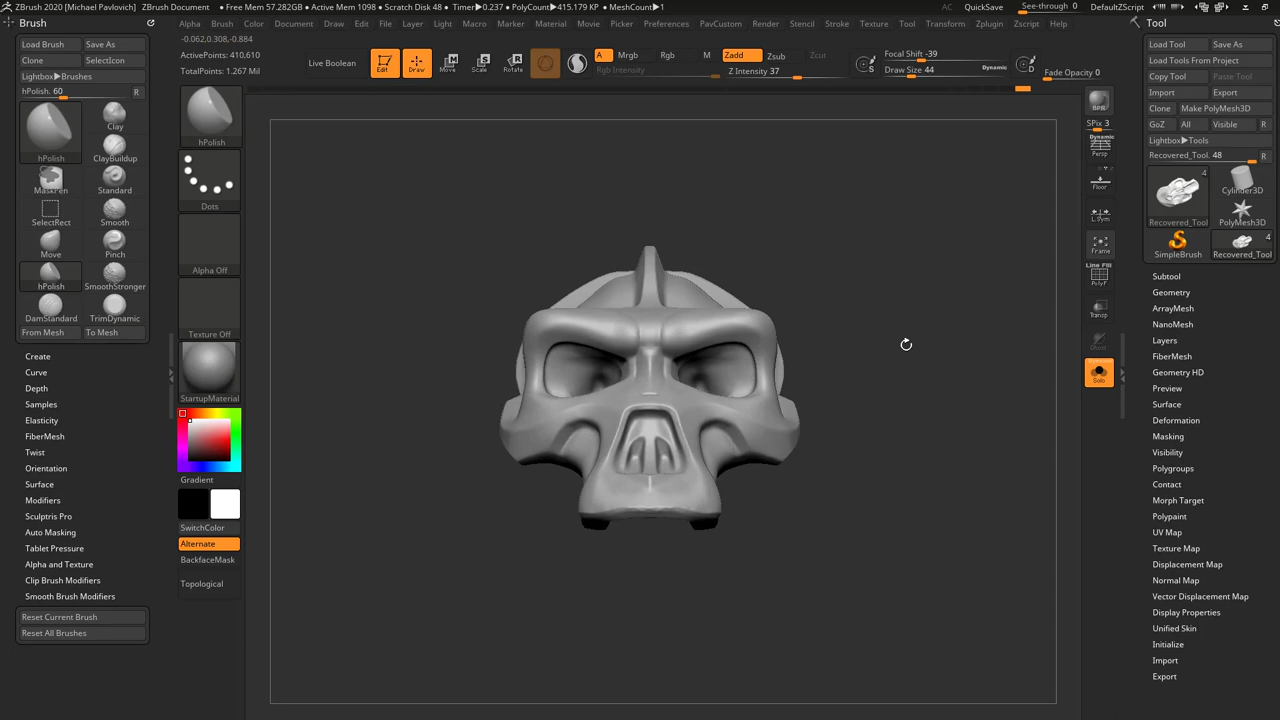 ZBrush 2020 [Michael Pavlovich] ZBrush Document • Free Mem 57.282GB • Active Mem 1098 • Scratch Disk 48 • Timer▶0.237 • PolyCount▶415.179 KP • MeshCount▶1 AC QuickSave See-through 0 DefaultZScript
Brush
Alpha Brush Color Document Draw Edit File Layer Light Macro Marker Material Movie Picker Preferences PavCustom Render Stencil Stroke Texture Tool Transform Zplugin Zscript Help
Tool
-0.062,0.308,-0.884
ActivePoints: 410,610
TotalPoints: 1.267 Mil
Live Boolean
Edit
Draw
Move
Scale
Rotate
A Mrgb Rgb M
Rgb Intensity
Zadd Zsub Zcut
Z Intensity 37
S
Focal Shift -39
Draw Size 44 Dynamic
D
Fade Opacity 0
Load Brush Save As
Clone SelectIcon
Lightbox▶Brushes
hPolish. 60 R
hPolish
Clay
ClayBuildup
MaskPen
Standard
SelectRect
Smooth
Move
Pinch
hPolish
SmoothStronger
DamStandard
TrimDynamic
From Mesh To Mesh
Create
Curve
Depth
Samples
Elasticity
FiberMesh
Twist
Orientation
Surface
Modifiers
Sculptris Pro
Auto Masking
Tablet Pressure
Alpha and Texture
Clip Brush Modifiers
Smooth Brush Modifiers
Reset Current Brush
Reset All Brushes
hPolish
Dots
Alpha Off
Texture Off
StartupMaterial
Gradient
SwitchColor
Alternate
BackfaceMask
Topological
BPR
SPix 3
Dynamic
Persp
Floor
L.Sym
Frame
Line Fill
PolyF
Transp
Ghost
Solo
Load Tool Save As
Load Tools From Project
Copy Tool Paste Tool
Import Export
Clone Make PolyMesh3D
GoZ All Visible R
Lightbox▶Tools
Recovered_Tool. 48 R
4
Recovered_Tool
Cylinder3D
PolyMesh3D
SimpleBrush
4
Recovered_Tool
Subtool
Geometry
ArrayMesh
NanoMesh
Layers
FiberMesh
Geometry HD
Preview
Surface
Deformation
Masking
Visibility
Polygroups
Contact
Morph Target
Polypaint
UV Map
Texture Map
Displacement Map
Normal Map
Vector Displacement Map
Display Properties
Unified Skin
Initialize
Import
Export